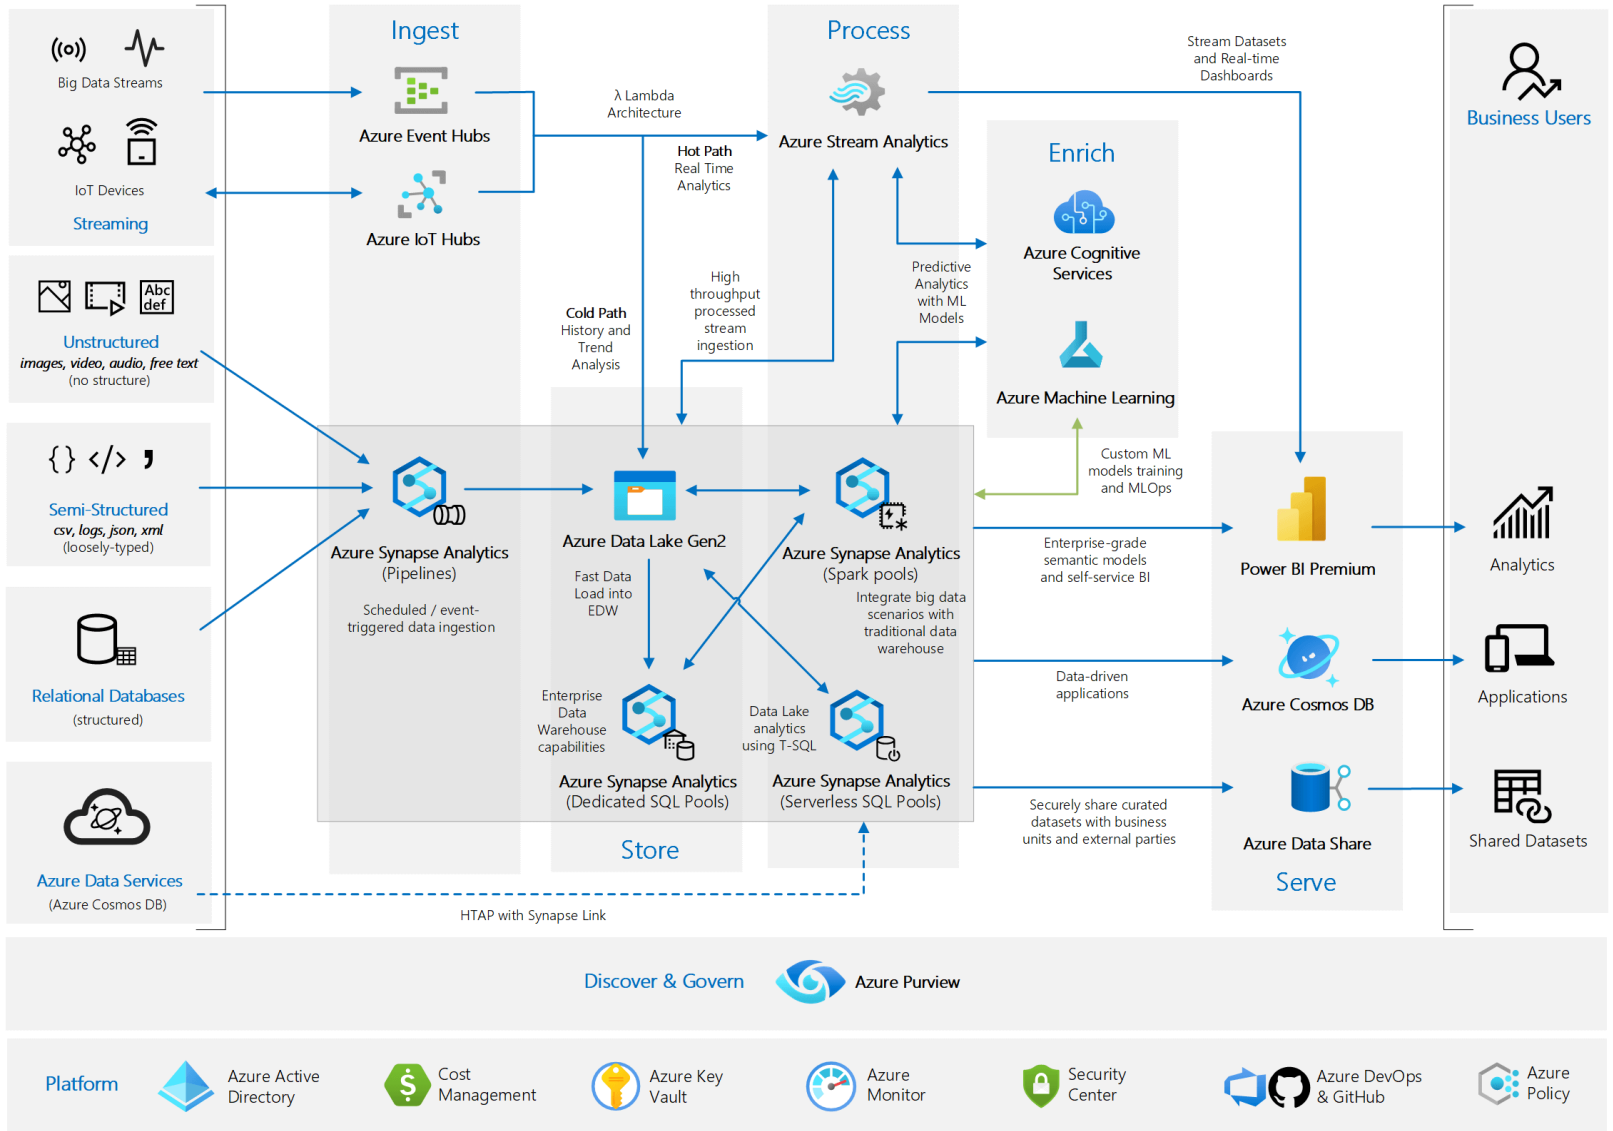 Ingest
Process
Big Data Streams
IoT Devices
Streaming
Azure Event Hubs
Azure IoT Hubs
λ Lambda
Architecture
Hot Path
Real Time
Analytics
Azure Stream Analytics
Stream Datasets
and Real-time
Dashboards
Business Users
Enrich
Azure Cognitive
Services
Predictive
Analytics
with ML
Models
High
throughput
processed
stream
ingestion
Cold Path
History and
Trend
Analysis
Abc
def
Unstructured
images, video, audio, free text
(no structure)
Azure Machine Learning
Custom ML
models training
and MLOps
Semi-Structured
csv, logs, json, xml
(loosely-typed)
Azure Synapse Analytics
(Pipelines)
Scheduled / event-
triggered data ingestion
Azure Data Lake Gen2
Fast Data
Load into
EDW
Azure Synapse Analytics
(Spark pools)
Integrate big data
scenarios with
traditional data
warehouse
Enterprise-grade
semantic models
and self-service BI
Power BI Premium
Analytics
Relational Databases
(structured)
Enterprise
Data
Warehouse
capabilities
Azure Synapse Analytics
(Dedicated SQL Pools)
Data Lake
analytics
using T-SQL
Azure Synapse Analytics
(Serverless SQL Pools)
Data-driven
applications
Azure Cosmos DB
Applications
Securely share curated
datasets with business
units and external parties
Azure Data Share
Shared Datasets
Store
Serve
Azure Data Services
(Azure Cosmos DB)
HTAP with Synapse Link
Discover & Govern
Azure Purview
Platform
Azure Active
Directory
Cost
Management
Azure Key
Vault
Azure
Monitor
Security
Center
Azure DevOps
& GitHub
Azure
Policy